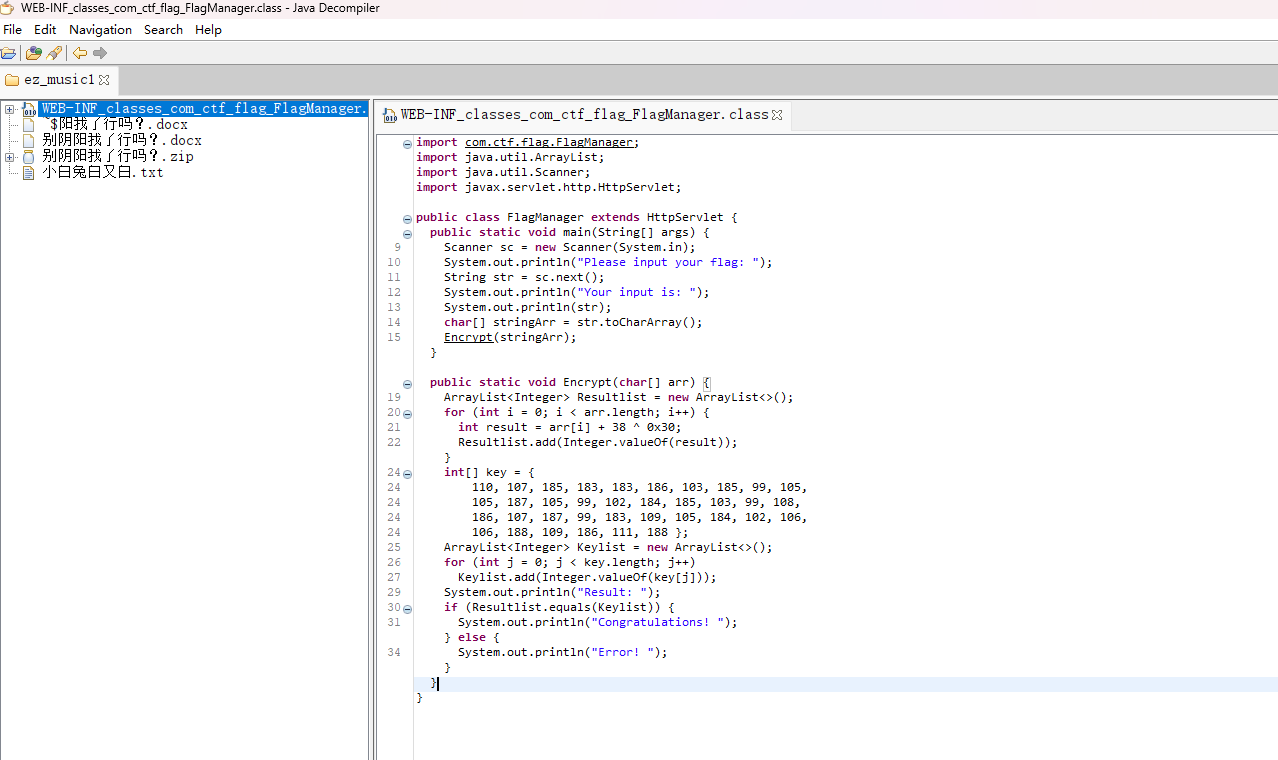 WEB-INF_classes_com_ctf_flag_FlagManager.class - Java Decompiler
File Edit Navigation Search Help
ez_music1
WEB-INF_classes_com_ctf_flag_FlagManager.
`$阳找了行吗？.docx
别阴阳我了行吗？.docx
别阴阳我了行吗？.zip
小白兔白又白.txt
WEB-INF_classes_com_ctf_flag_FlagManager.class
import com.ctf.flag.FlagManager;
import java.util.ArrayList;
import java.util.Scanner;
import javax.servlet.http.HttpServlet;
public class FlagManager extends HttpServlet {
public static void main(String[] args) {
9 Scanner sc = new Scanner(System.in);
10 System.out.println("Please input your flag: ");
11 String str = sc.next();
12 System.out.println("Your input is: ");
13 System.out.println(str);
14 char[] stringArr = str.toCharArray();
15 Encrypt(stringArr);
}
public static void Encrypt(char[] arr) {
19 ArrayList<Integer> Resultlist = new ArrayList<>();
20 for (int i = 0; i < arr.length; i++) {
21 int result = arr[i] + 38 ^ 0x30;
22 Resultlist.add(Integer.valueOf(result));
}
24 int[] key = {
24 110, 107, 185, 183, 183, 186, 103, 185, 99, 105,
24 105, 187, 105, 99, 102, 184, 185, 103, 99, 108,
24 186, 107, 187, 99, 183, 109, 105, 184, 102, 106,
24 106, 188, 109, 186, 111, 188 };
25 ArrayList<Integer> Keylist = new ArrayList<>();
26 for (int j = 0; j < key.length; j++)
27 Keylist.add(Integer.valueOf(key[j]));
29 System.out.println("Result: ");
30 if (Resultlist.equals(Keylist)) {
31 System.out.println("Congratulations! ");
} else {
34 System.out.println("Error! ");
}
}
}